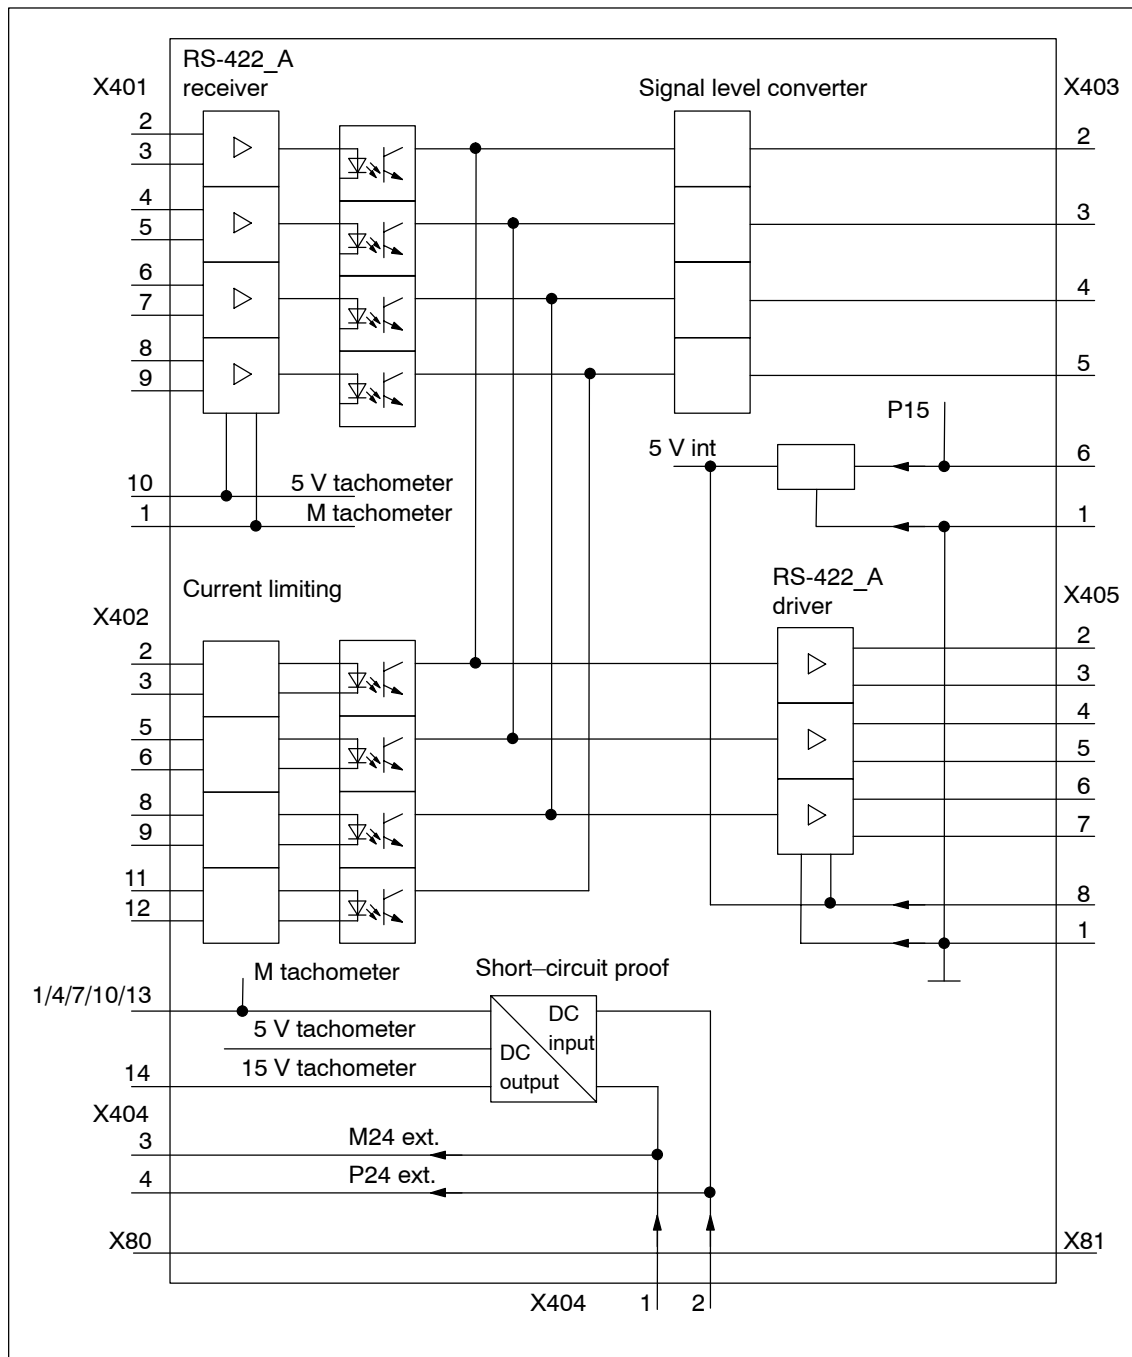 RS-422_A
receiver
X401
Signal level converter
X403
2
3
4
5
6
7
8
9
2
3
4
5
P15
5 V int
6
10
5 V tachometer
1
M tachometer
1
Current limiting
RS-422_A
driver
X402
X405
2
3
5
6
8
9
11
12
2
3
4
5
6
7
8
1
M tachometer
Short–circuit proof
1/4/7/10/13
5 V tachometer
15 V tachometer
14
DC
input
DC
output
X404
3
M24 ext.
4
P24 ext.
X80
X81
X404
1
2